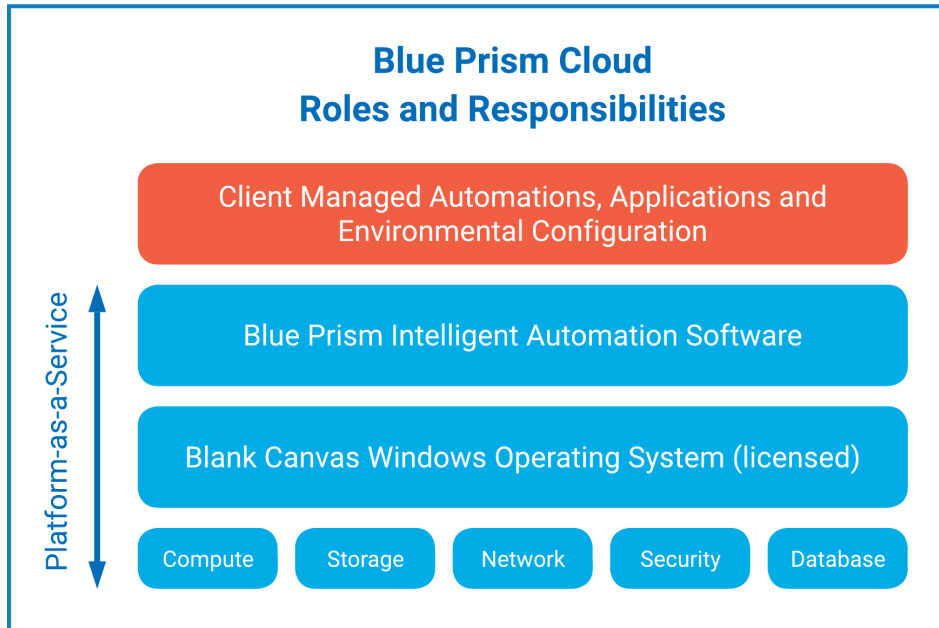 Blue Prism Cloud
Roles and Responsibilities
Client Managed Automations, Applications and
Environmental Configuration
Platform-as-a-Service
Blue Prism Intelligent Automation Software
Blank Canvas Windows Operating System (licensed)
Compute
Storage
Network
Security
Database